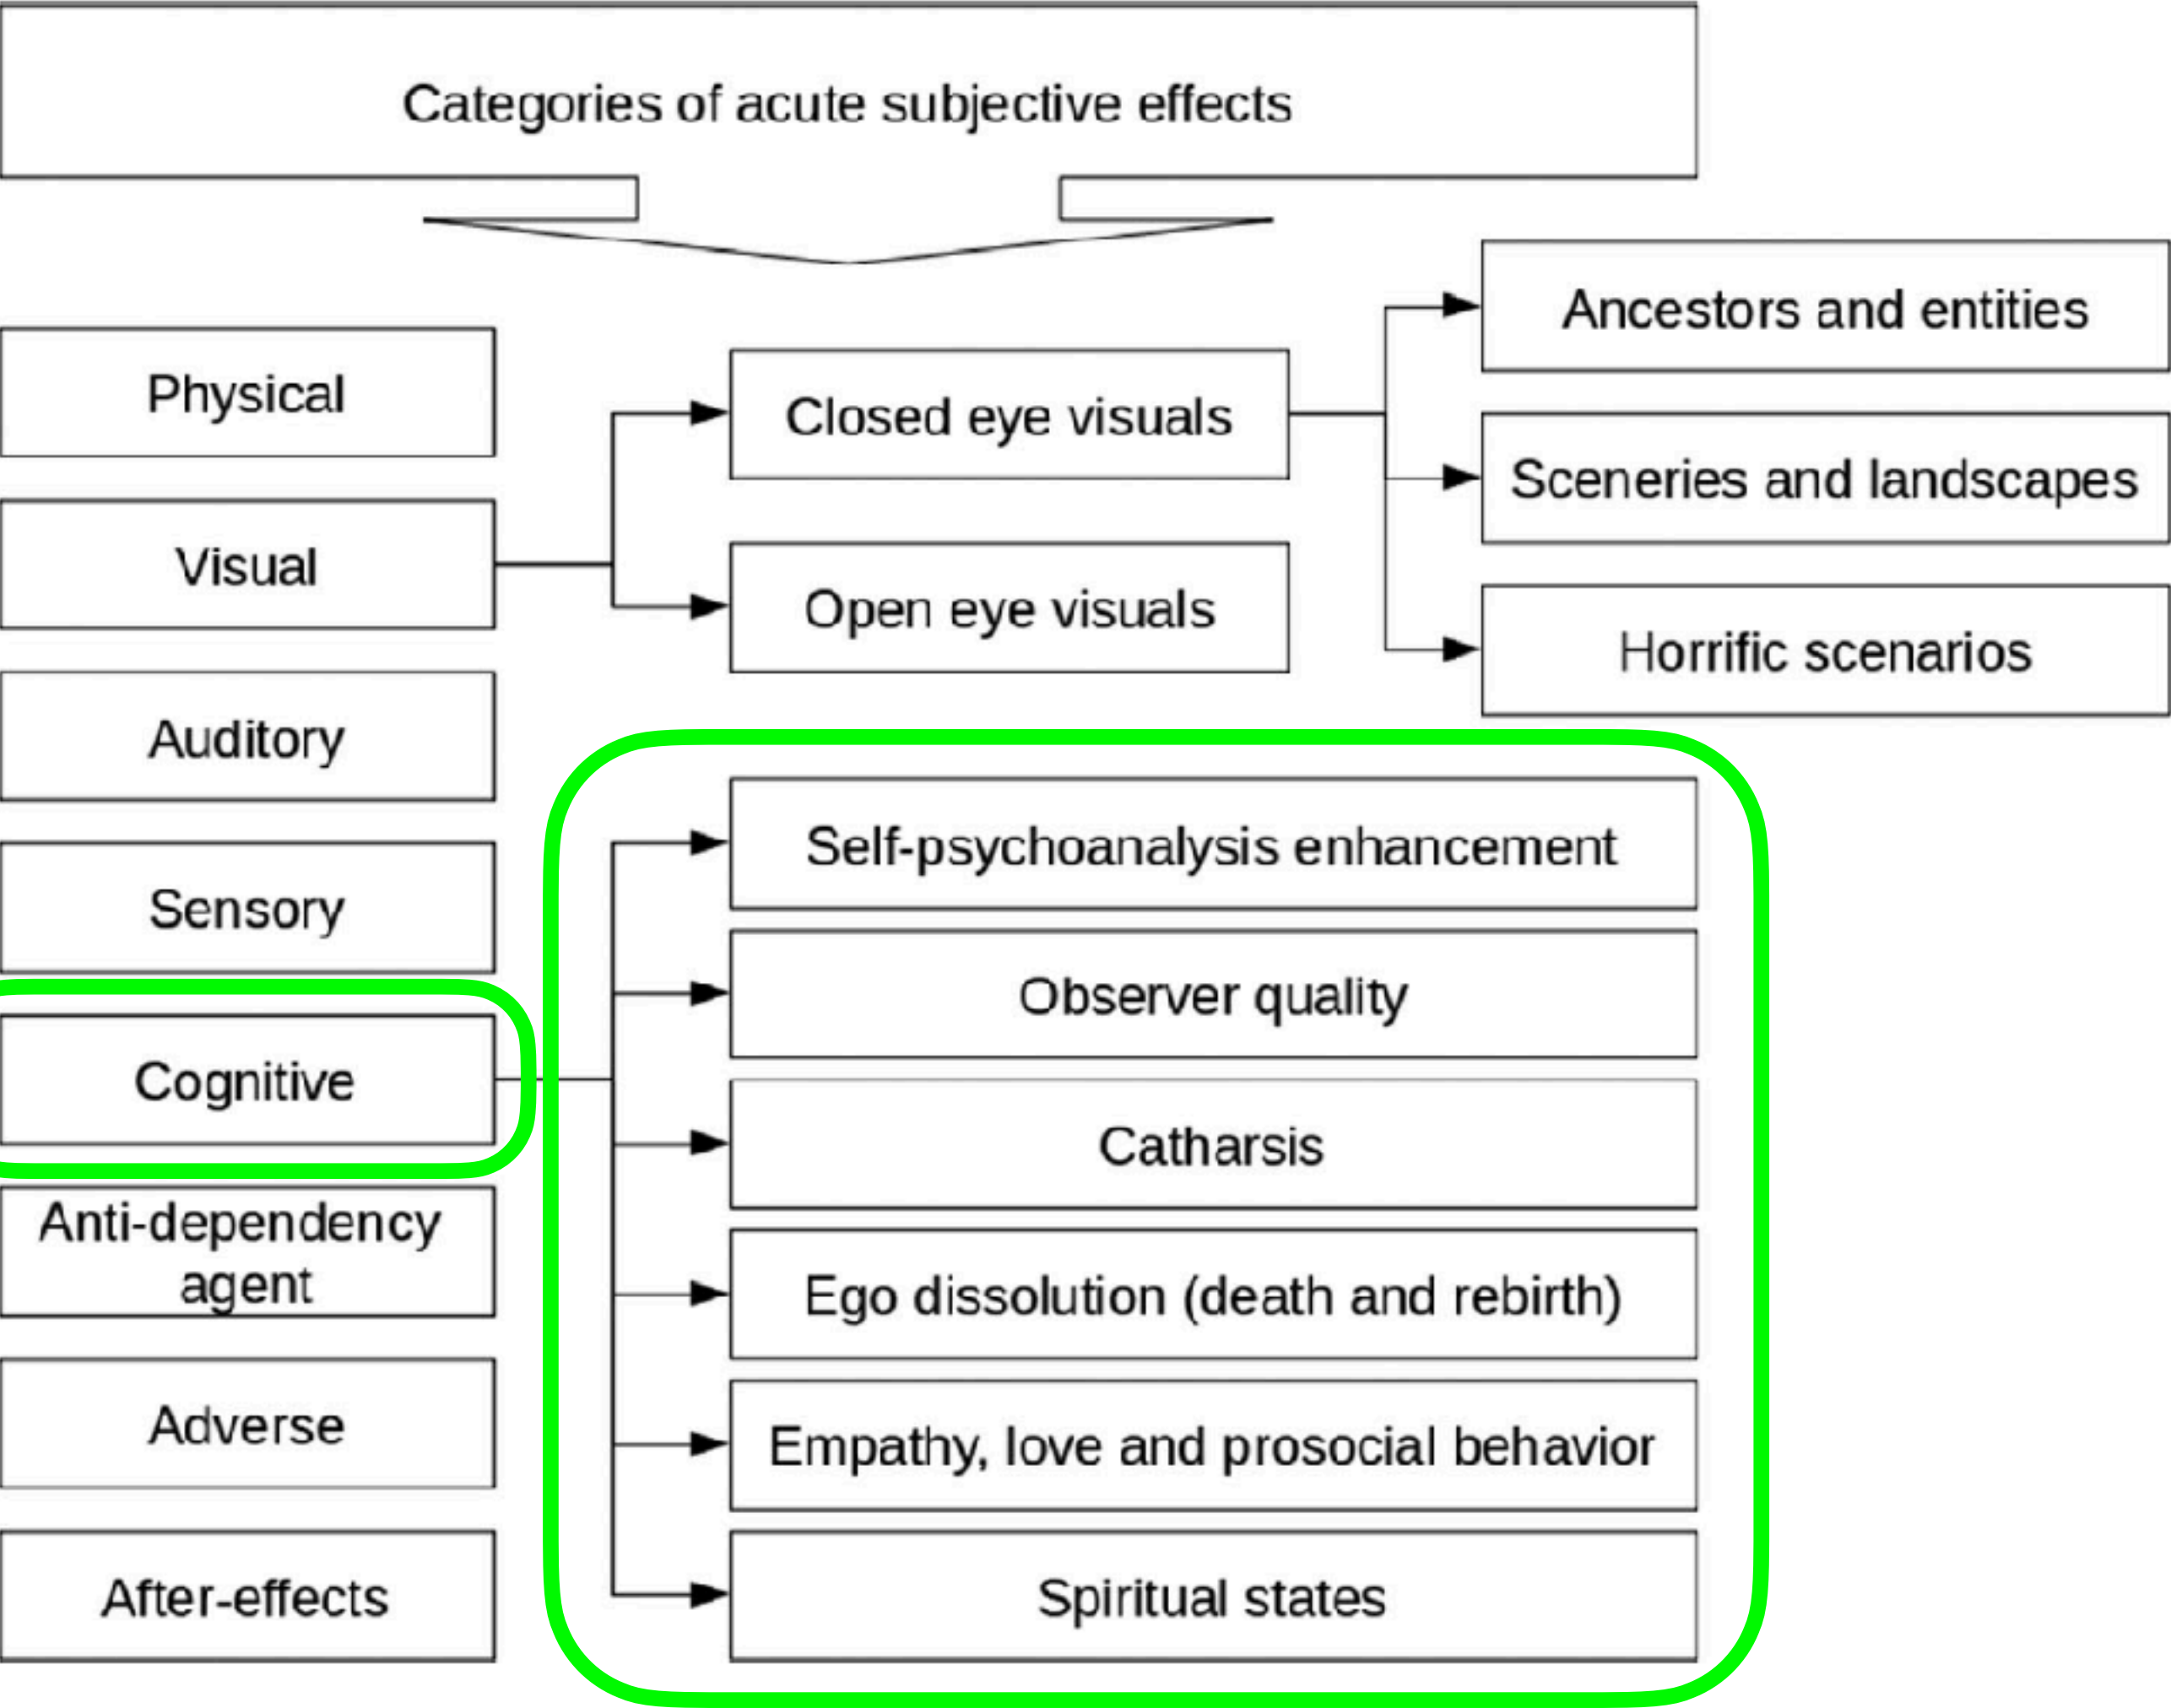 Categories of acute subjective effects
Physical
Visual
Auditory
Sensory
Cognitive
Anti-dependency
agent
Adverse
After-effects
Closed eye visuals
Open eye visuals
Ancestors and entities
Sceneries and landscapes
Horrific scenarios
Self-psychoanalysis enhancement
Observer quality
Catharsis
Ego dissolution (death and rebirth)
Empathy, love and prosocial behavior
Spiritual states